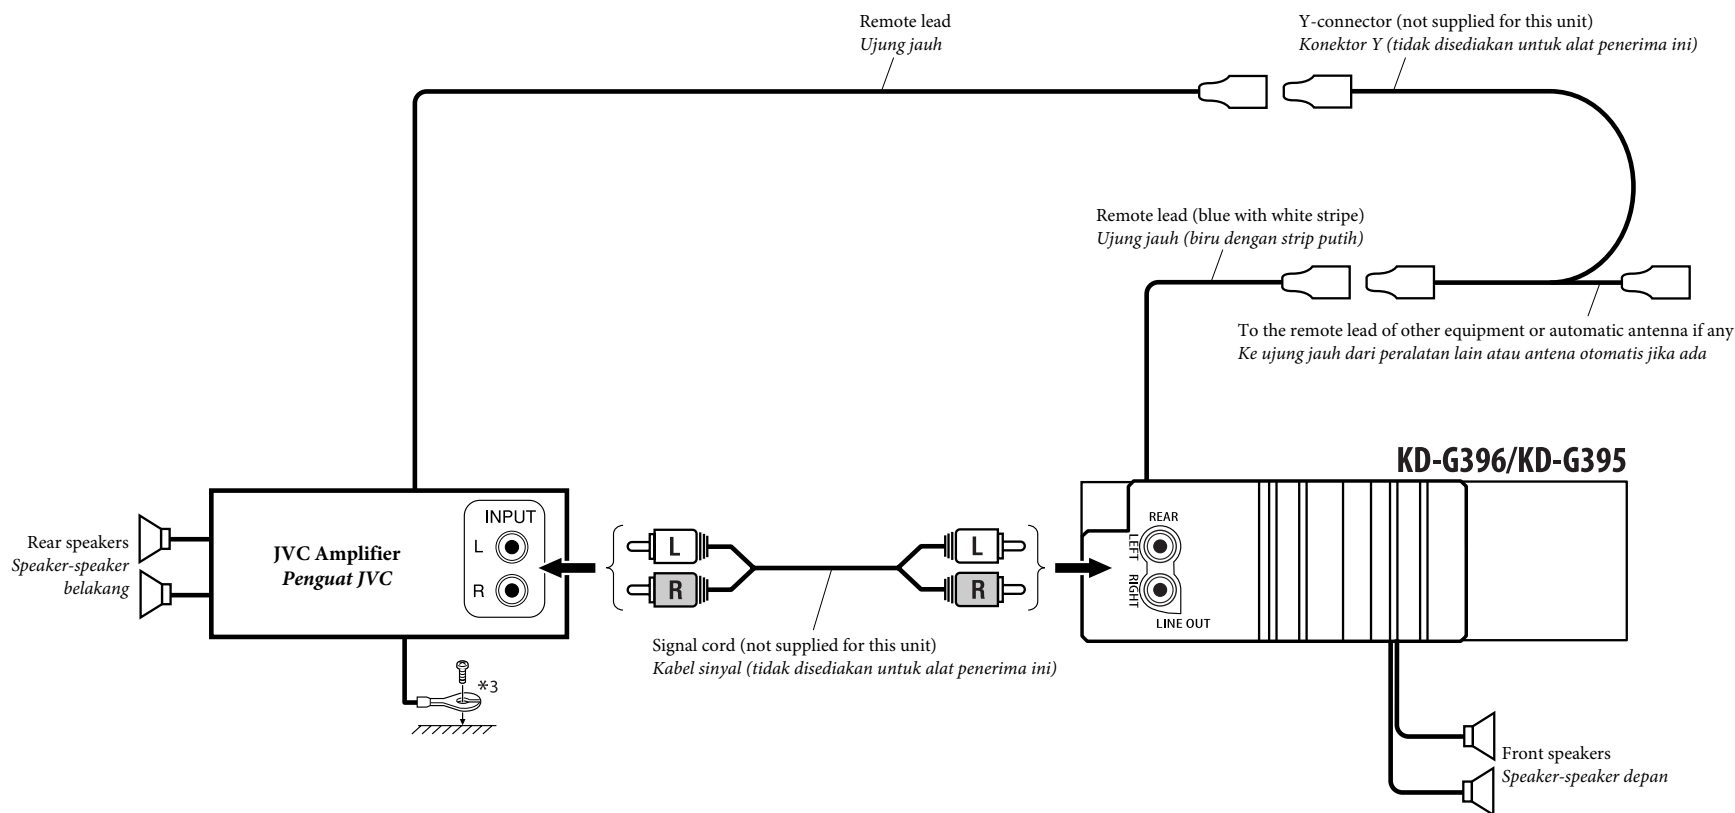 Remote lead
Ujung jauh
Y-connector (not supplied for this unit)
Konektor Y (tidak disediakan untuk alat penerima ini)
Remote lead (blue with white stripe)
Ujung jauh (biru dengan strip putih)
To the remote lead of other equipment or automatic antenna if any
Ke ujung jauh dari peralatan lain atau antena otomatis jika ada
KD-G396/KD-G395
Rear speakers
Speaker-speaker
belakang
JVC Amplifier
Penguat JVC
INPUT
L
R
L
R
L
R
REAR
LEFT
RIGHT
LINE OUT
Signal cord (not supplied for this unit)
Kabel sinyal (tidak disediakan untuk alat penerima ini)
*3
Front speakers
Speaker-speaker depan